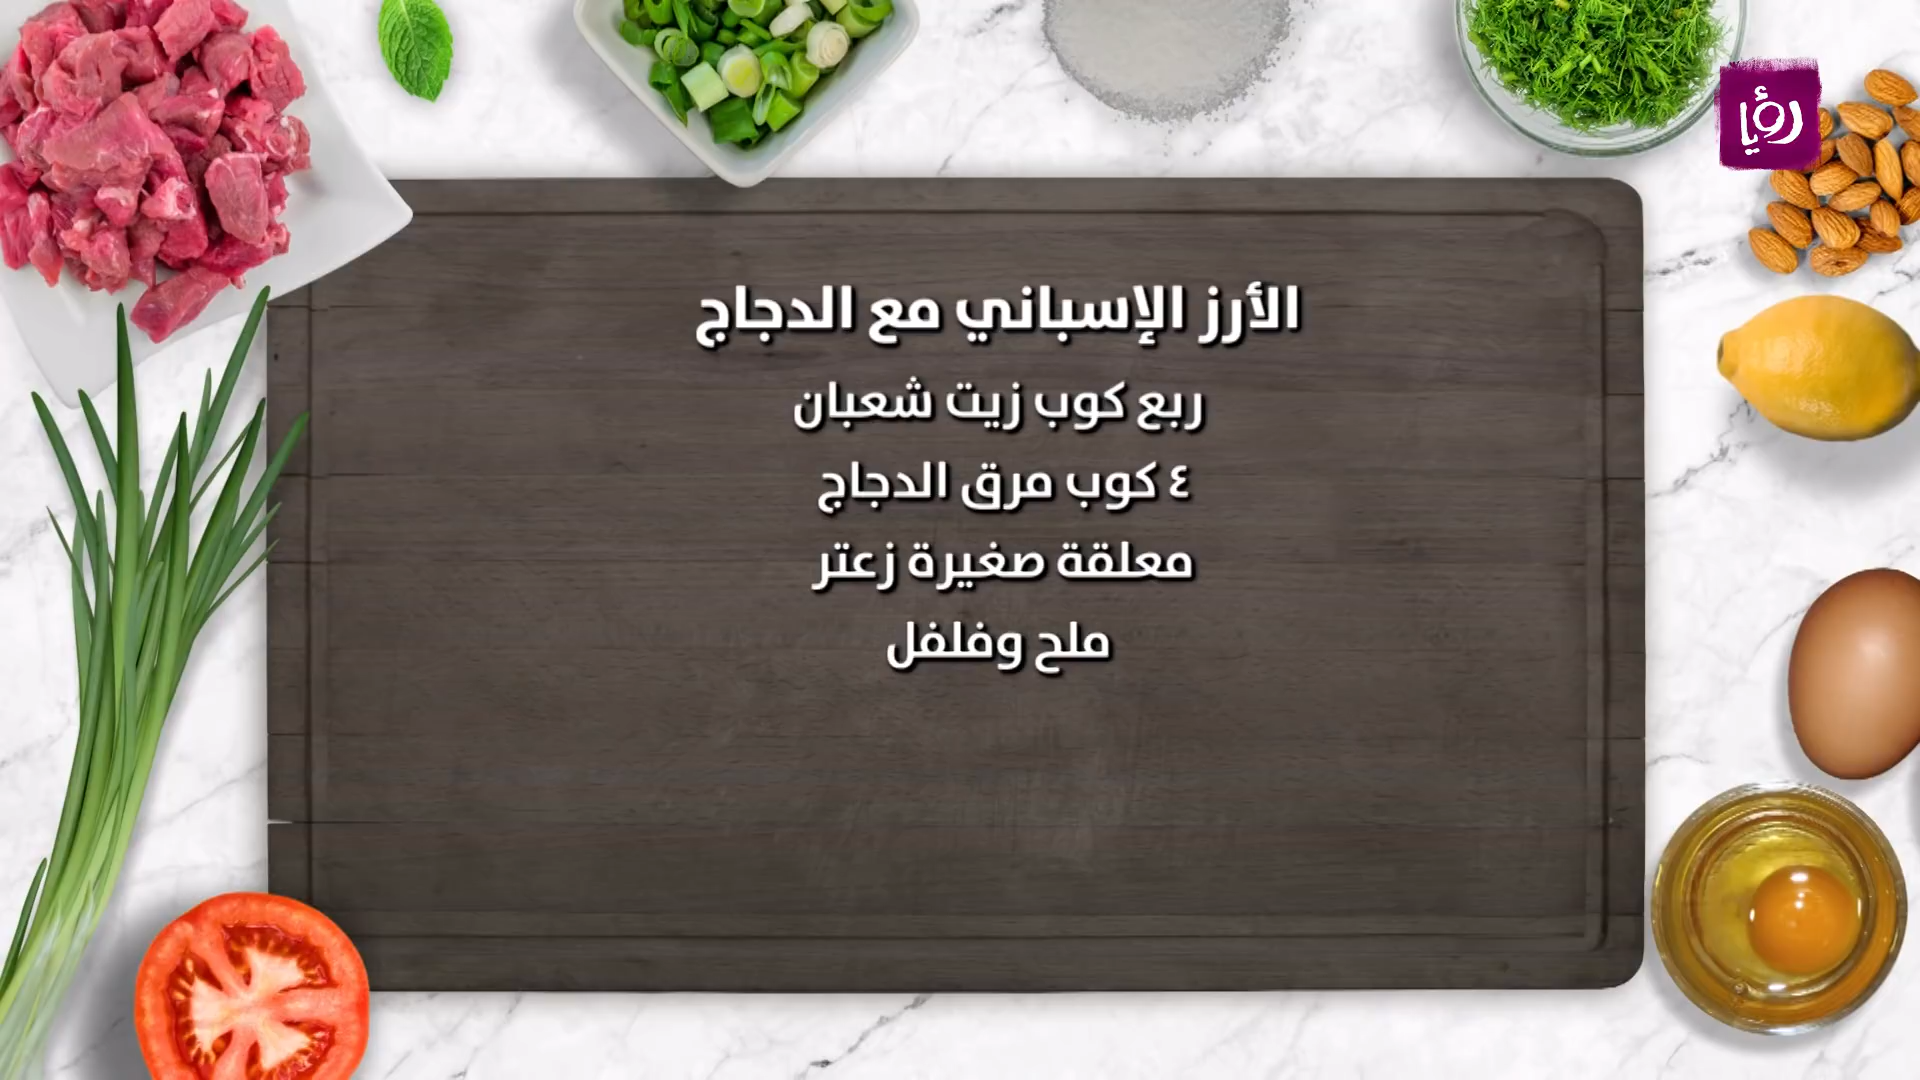 رؤيا
الأرز الإسباني مع الدجاج
ربع كوب زيت شعبان
٤ كوب مرق الدجاج
معلقة صغيرة زعتر
ملح وفلفل